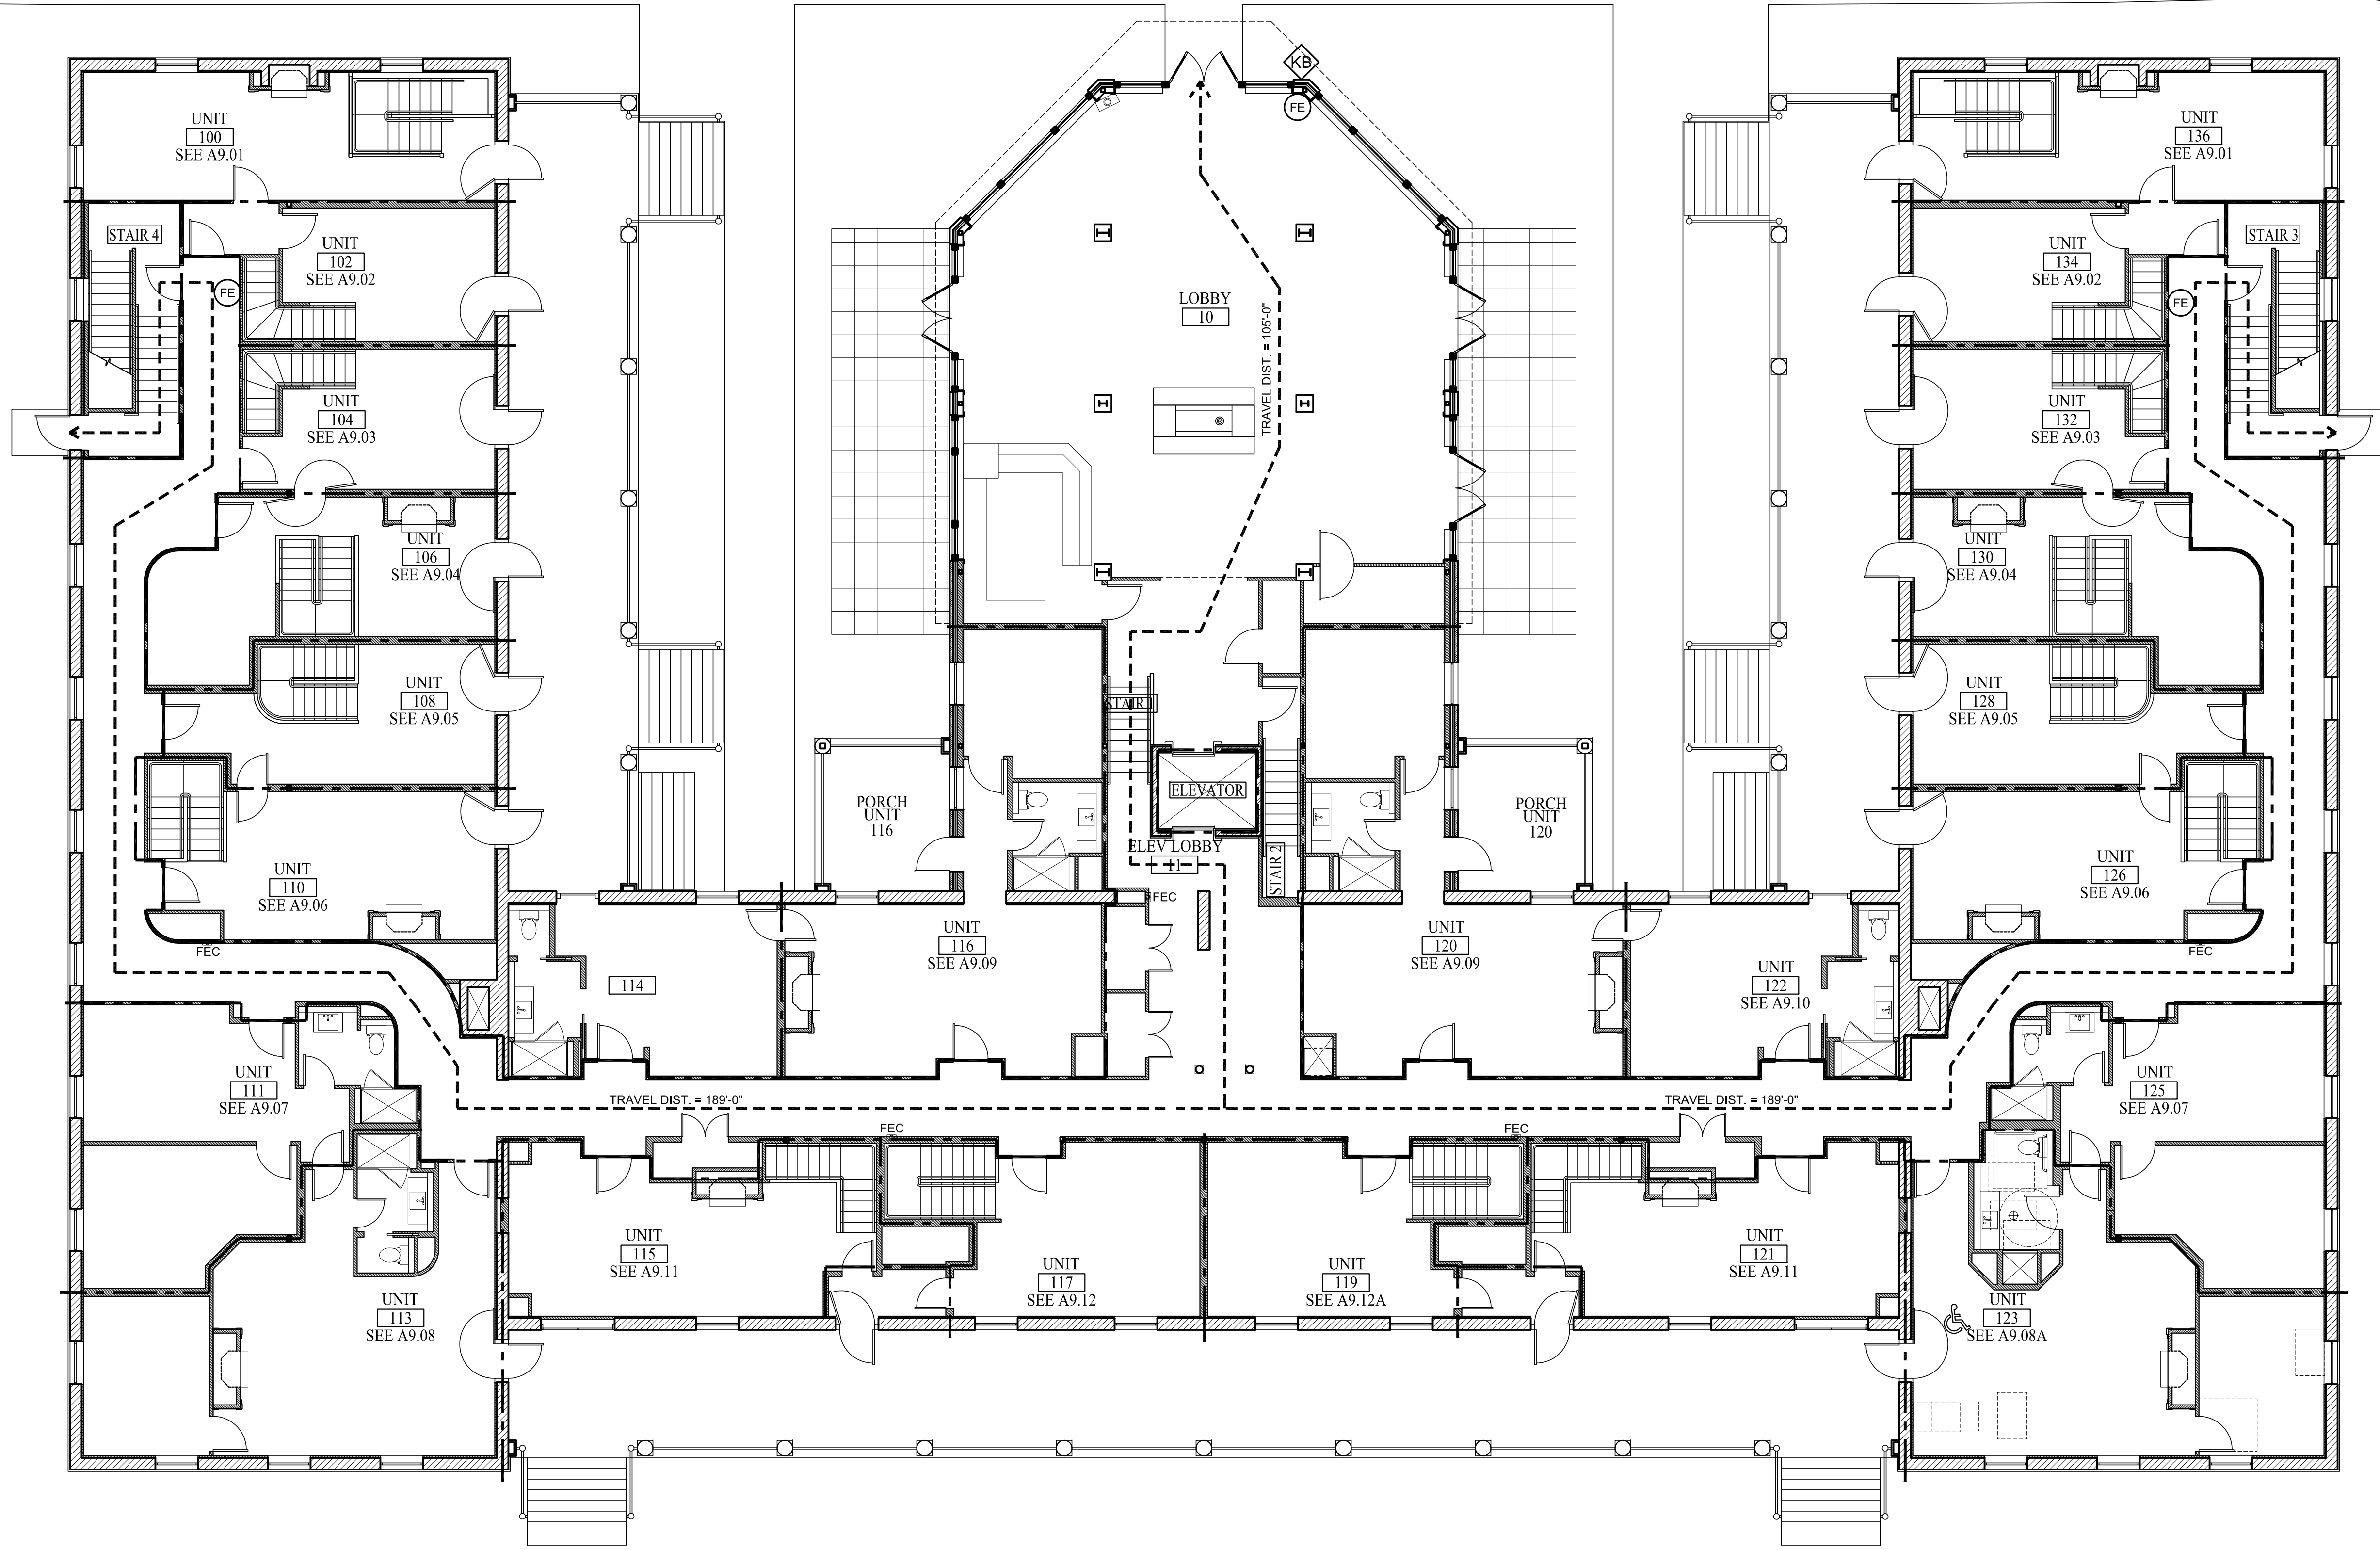 KB
FE
UNIT
100
SEE A9.01
UNIT
136
SEE A9.01
STAIR 4
UNIT
102
SEE A9.02
FE
LOBBY
10
TRAVEL DIST. = 105'-0"
UNIT
134
SEE A9.02
STAIR 3
FE
UNIT
104
SEE A9.03
UNIT
132
SEE A9.03
UNIT
106
SEE A9.04
UNIT
130
SEE A9.04
UNIT
108
SEE A9.05
STAIR 1
UNIT
128
SEE A9.05
ELEVATOR
PORCH
UNIT
116
PORCH
UNIT
120
ELEV LOBBY
11
STAIR 2
UNIT
110
SEE A9.06
UNIT
126
SEE A9.06
FEC
FEC
FEC
UNIT
116
SEE A9.09
UNIT
120
SEE A9.09
114
UNIT
122
SEE A9.10
UNIT
111
SEE A9.07
UNIT
125
SEE A9.07
TRAVEL DIST. = 189'-0"
TRAVEL DIST. = 189'-0"
FEC
FEC
UNIT
115
SEE A9.11
UNIT
117
SEE A9.12
UNIT
119
SEE A9.12A
UNIT
121
SEE A9.11
UNIT
113
SEE A9.08
UNIT
123
SEE A9.08A